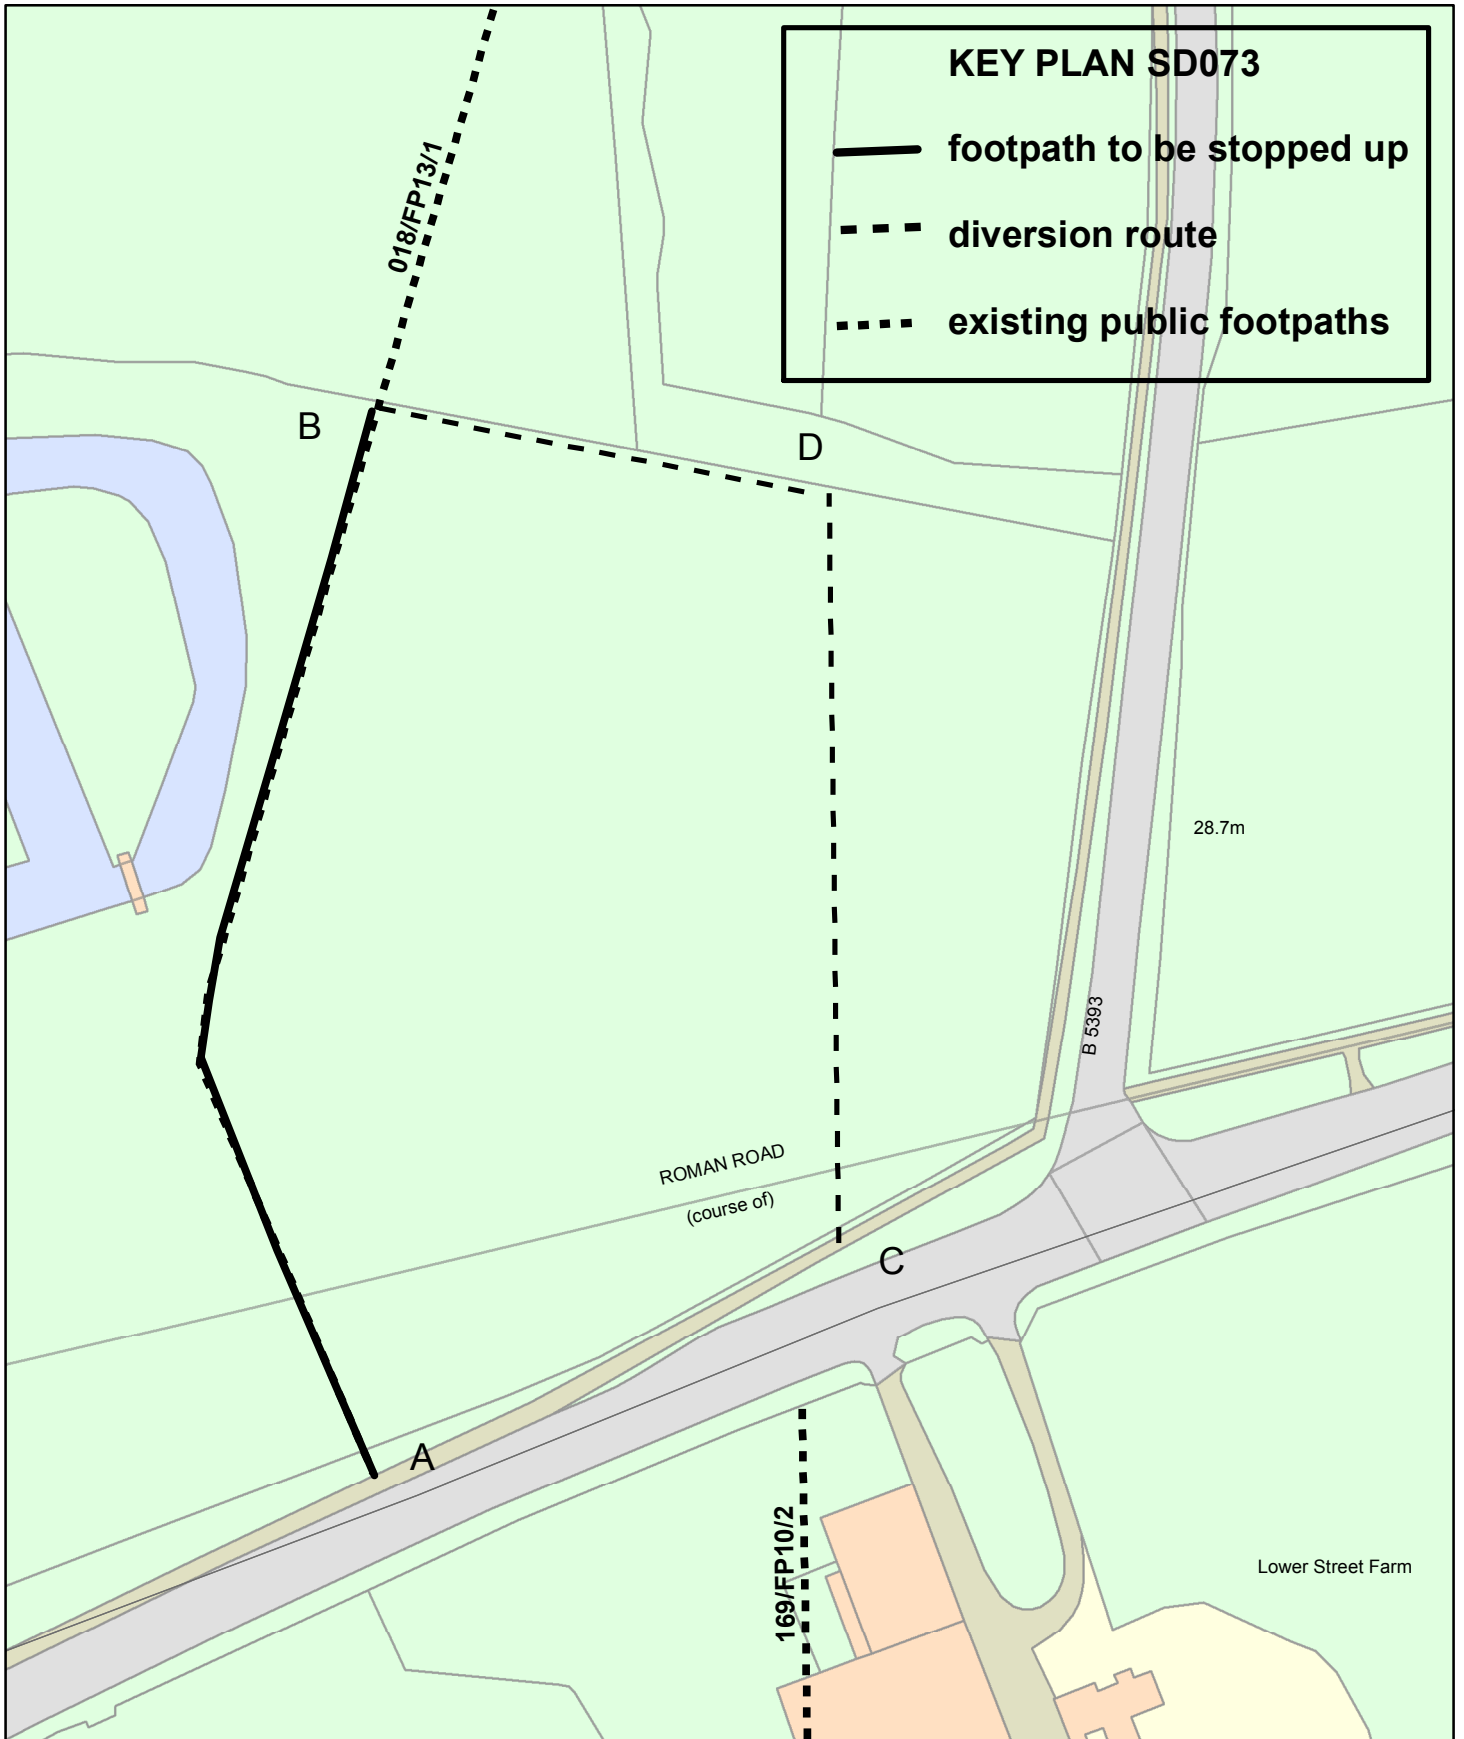 KEY PLAN SD073
footpath to be stopped up
diversion route
existing public footpaths
018/FP13/1
B
D
28.7m
B 5393
ROMAN ROAD
(course of)
C
A
169/FP10/2
Lower Street Farm